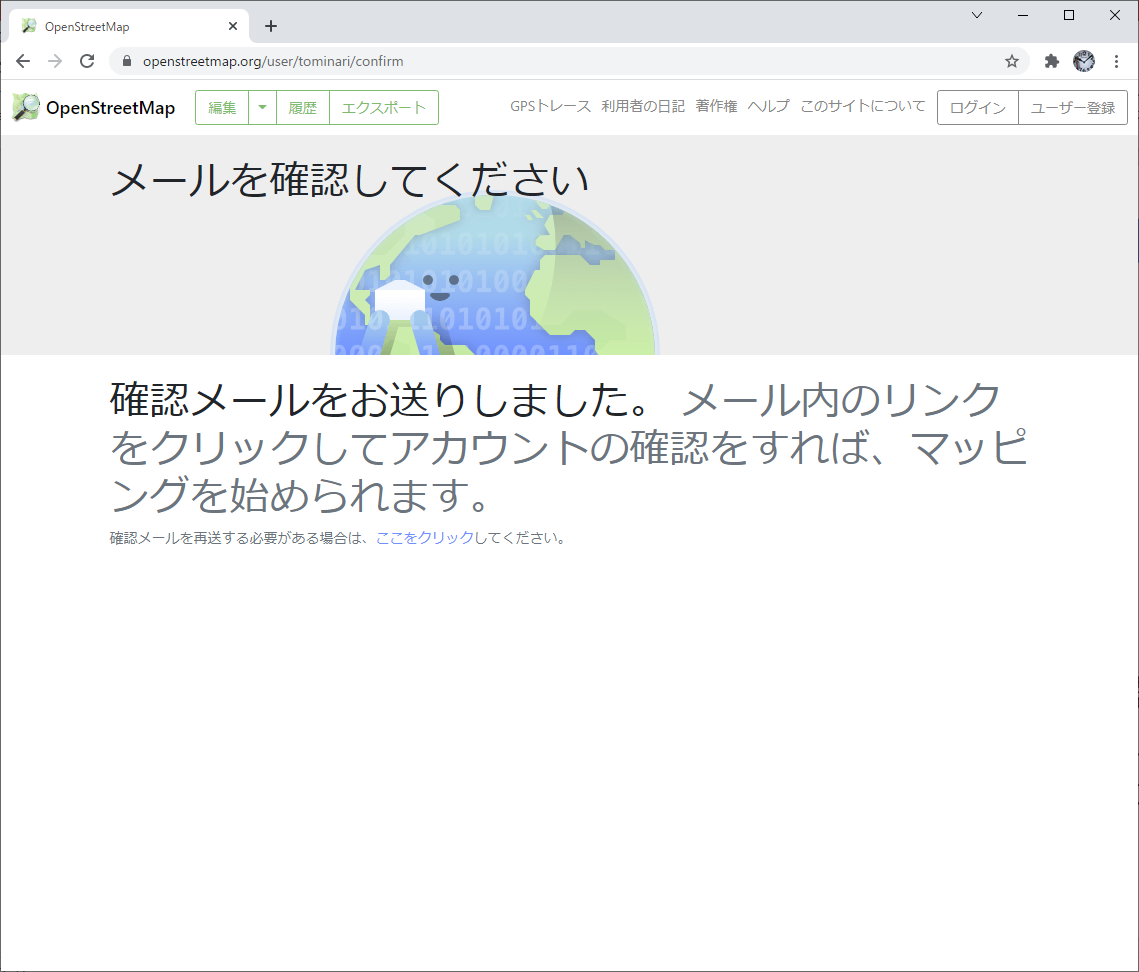 OpenStreetMap
openstreetmap.org/user/tominari/confirm
OpenStreetMap 編集 履歴 エクスポート GPSトレース 利用者の日記 著作権 ヘルプ このサイトについて ログイン ユーザー登録
メールを確認してください
確認メールをお送りしました。 メール内のリンク
をクリックしてアカウントの確認をすれば、マッピ
ングを始められます。
確認メールを再送する必要がある場合は、ここをクリックしてください。